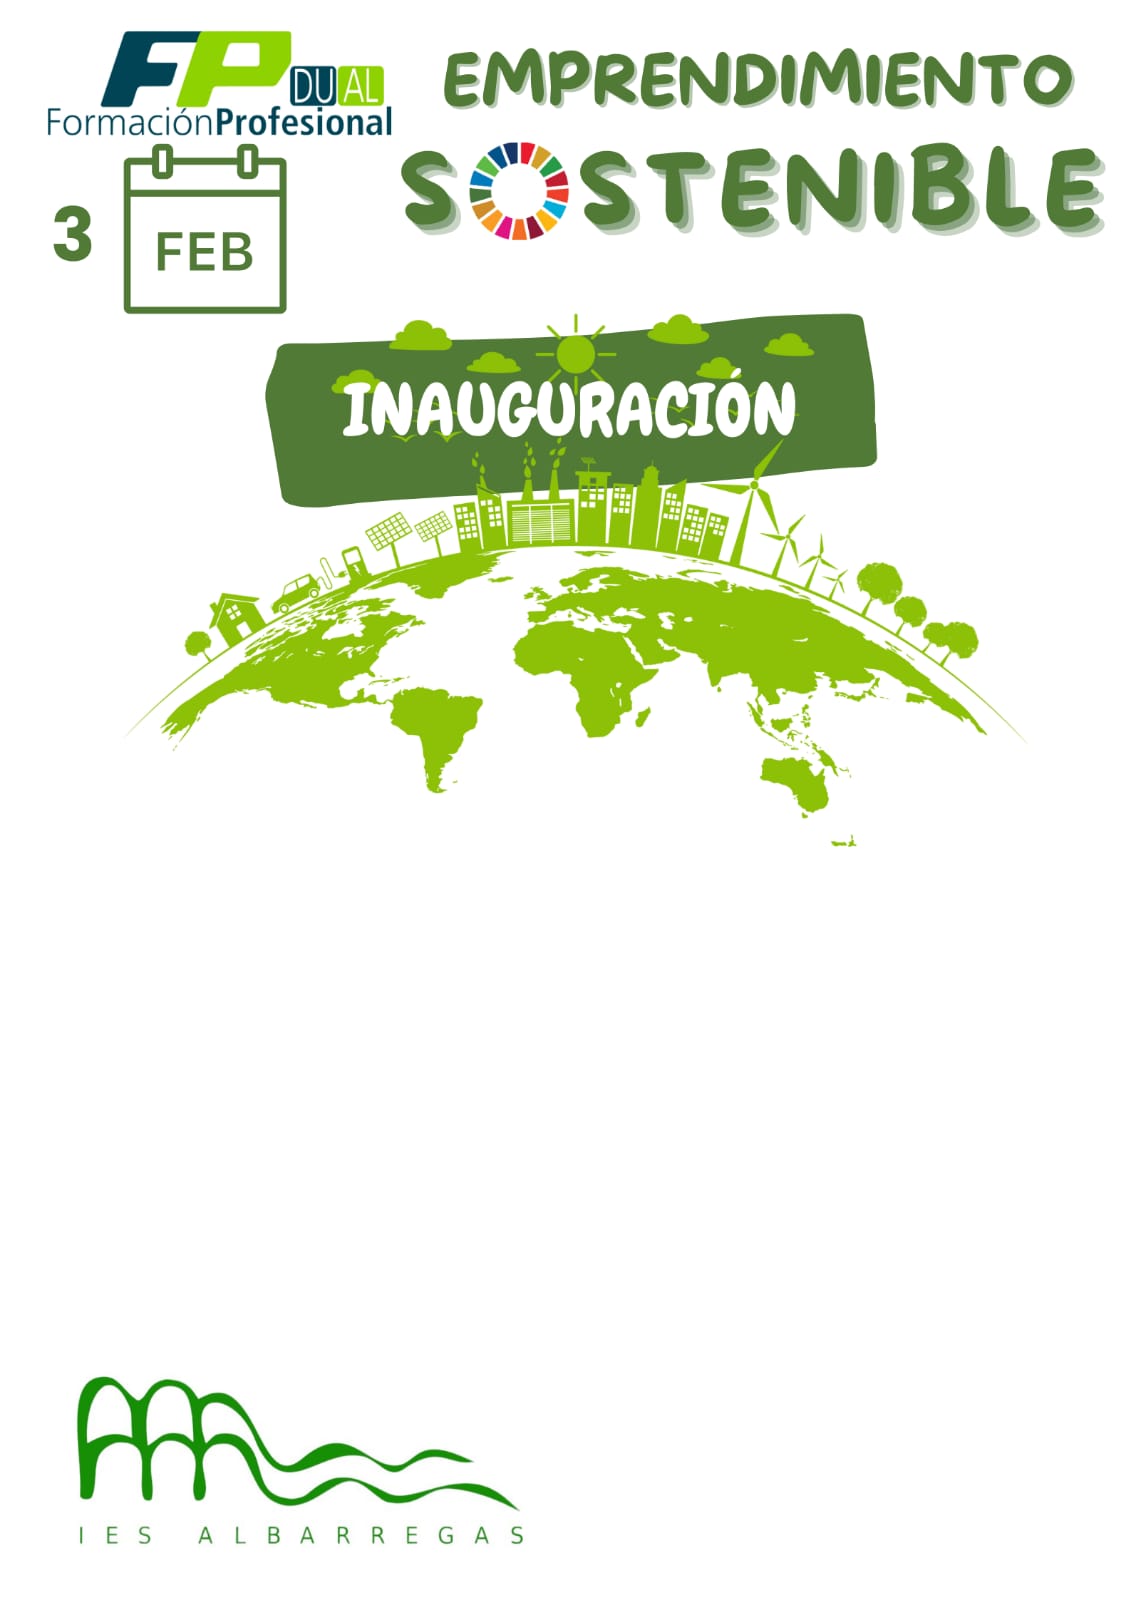 FP DUAL
FormaciónProfesional
EMPRENDIMIENTO
SOSTENIBLE
3
FEB
INAUGURACIÓN
IES ALBARREGAS